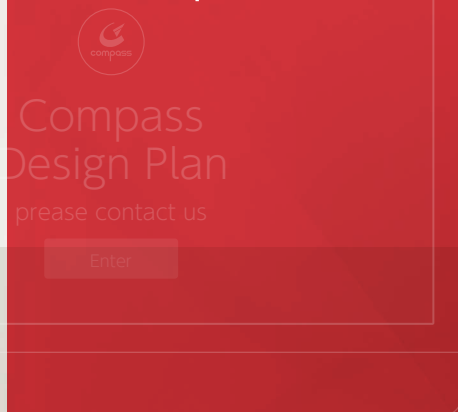 compass
Compass
Design Plan
prease contact us
Enter